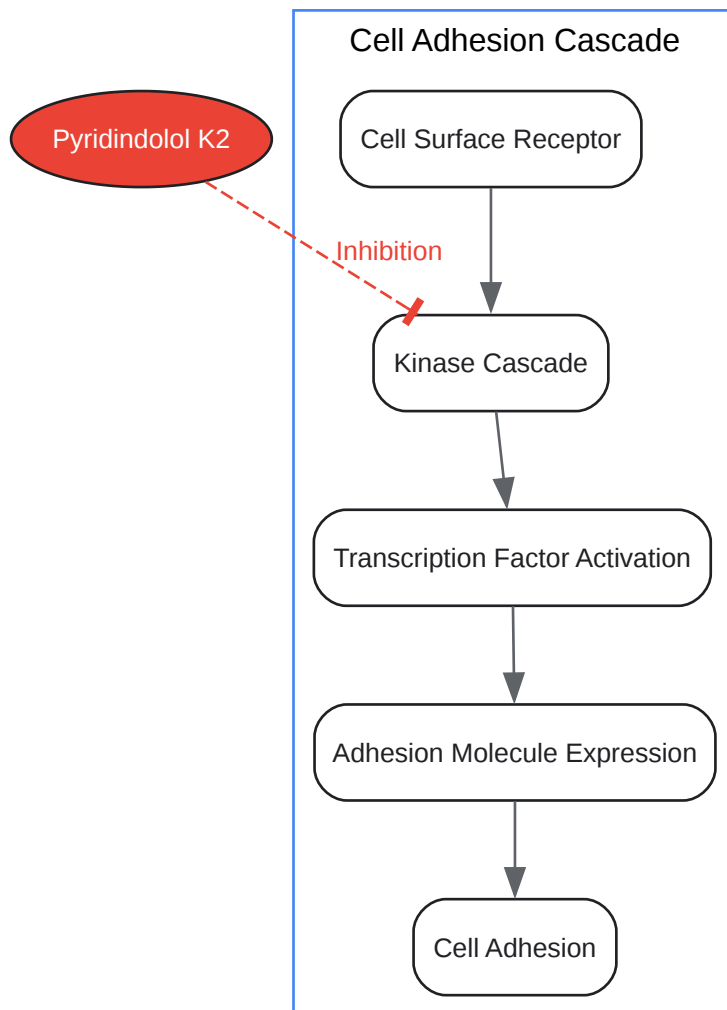 Cell Adhesion Cascade
Pyridindolol K2
Cell Surface Receptor
Inhibition
Kinase Cascade
Transcription Factor Activation
Adhesion Molecule Expression
Cell Adhesion